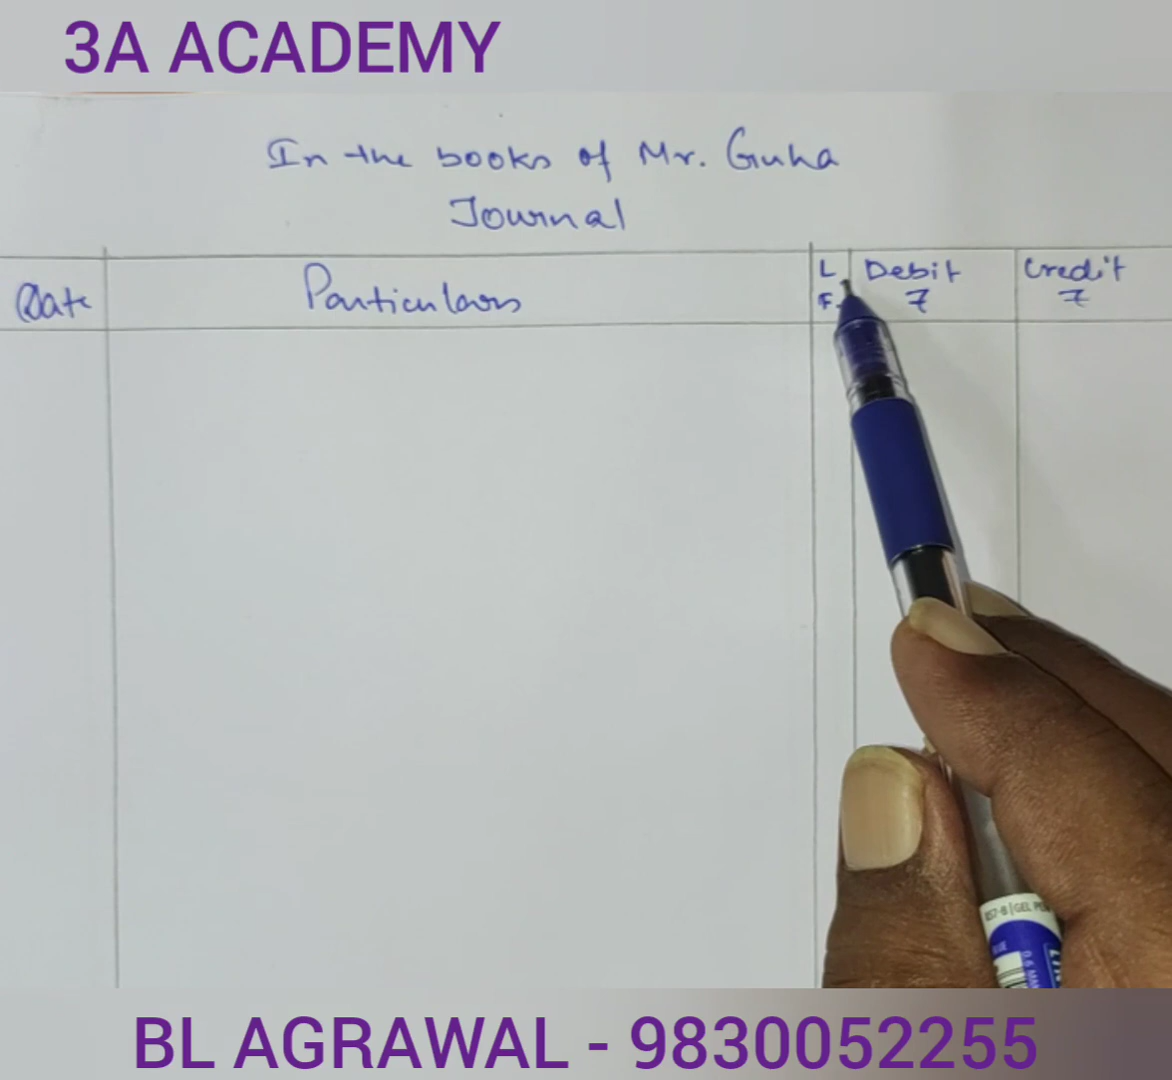 3A ACADEMY
In the books of Mr. Guha
Journal
Date Particulars L.F. Debit ₹ Credit ₹
BL AGRAWAL - 9830052255